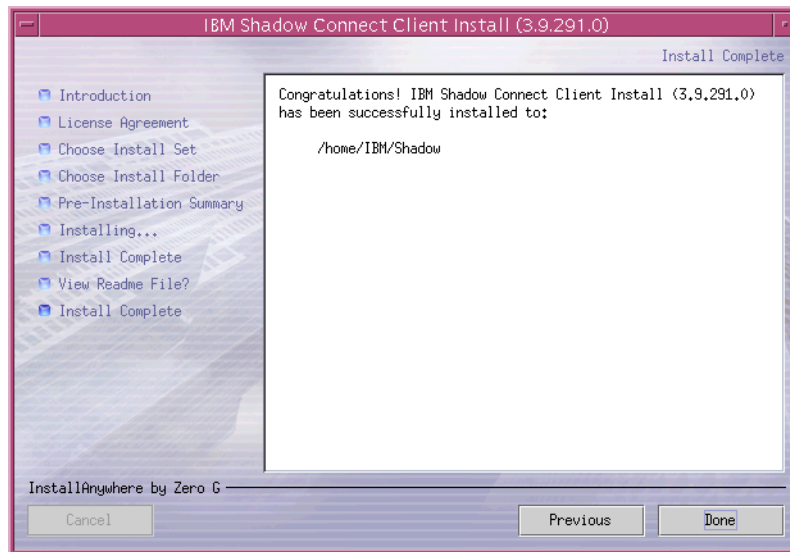 IBM Shadow Connect Client Install (3.9.291.0)
Install Complete
Introduction
License Agreement
Choose Install Set
Choose Install Folder
Pre-Installation Summary
Installing...
Install Complete
View Readme File?
Install Complete
Congratulations! IBM Shadow Connect Client Install (3.9.291.0)
has been successfully installed to:
/home/IBM/Shadow
InstallAnywhere by Zero G
Cancel
Previous
Done